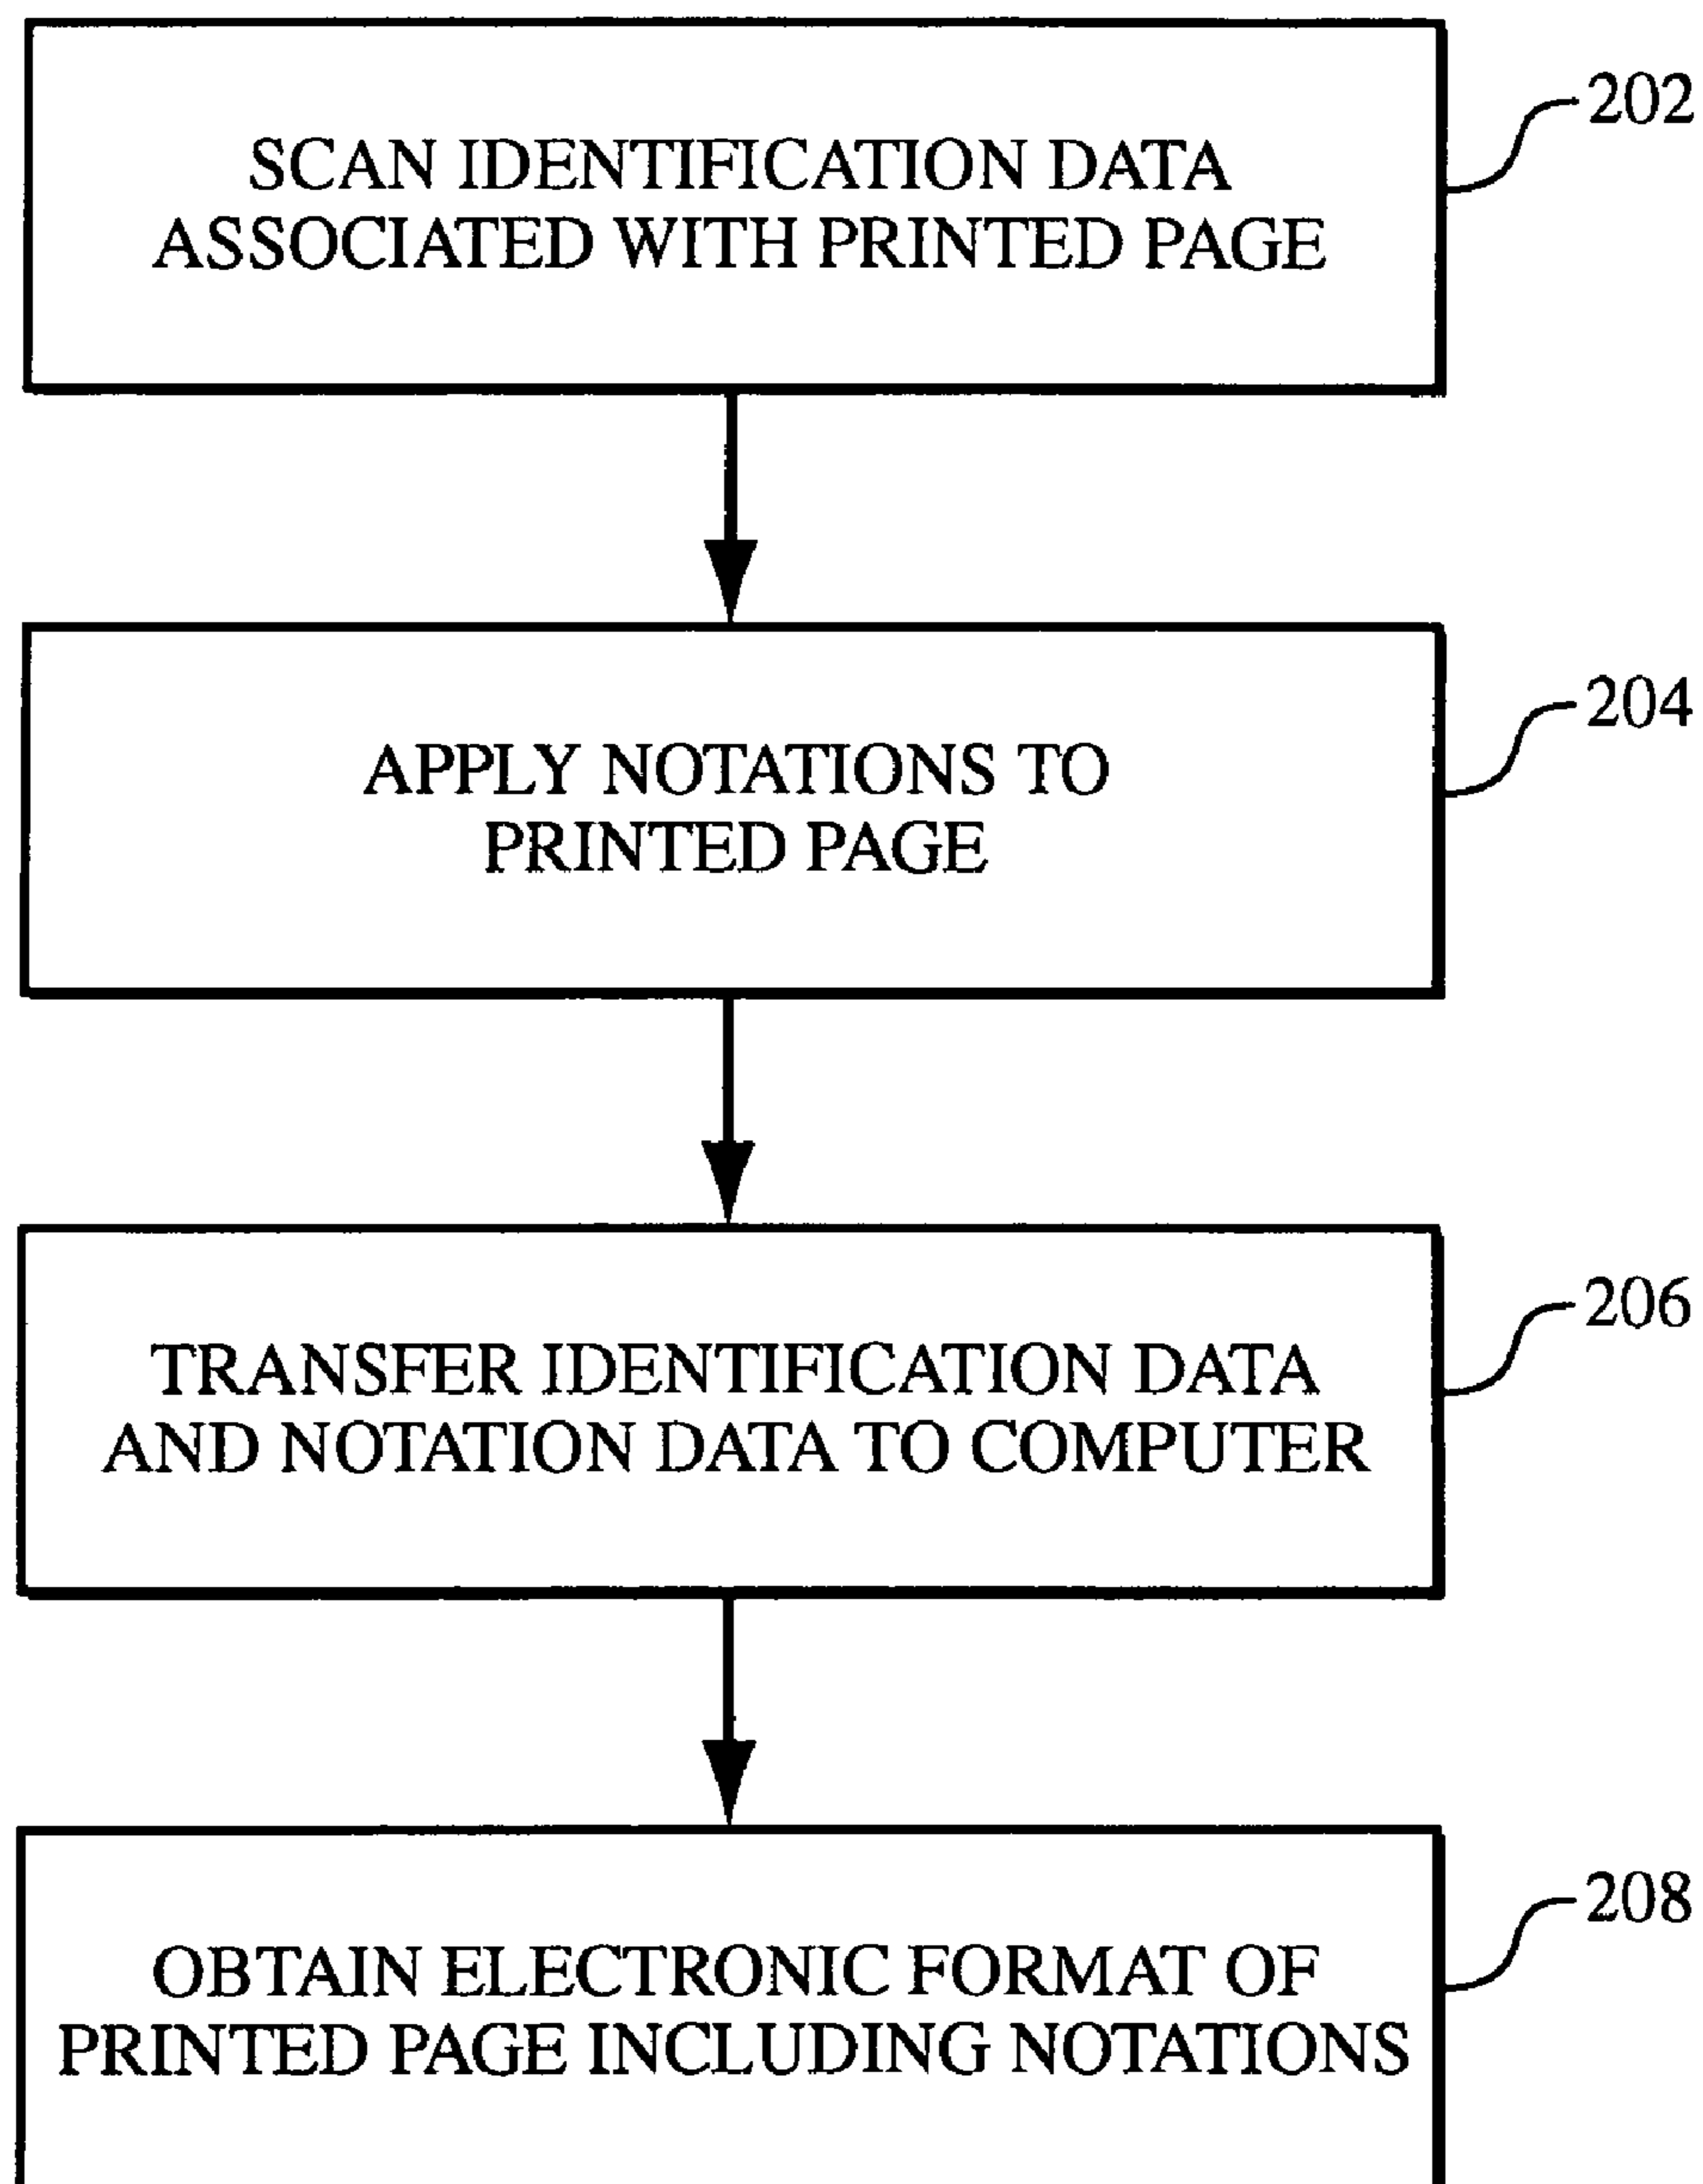 202
SCAN IDENTIFICATION DATA
ASSOCIATED WITH PRINTED PAGE
204
APPLY NOTATIONS TO
PRINTED PAGE
206
TRANSFER IDENTIFICATION DATA
AND NOTATION DATA TO COMPUTER
208
OBTAIN ELECTRONIC FORMAT OF
PRINTED PAGE INCLUDING NOTATIONS